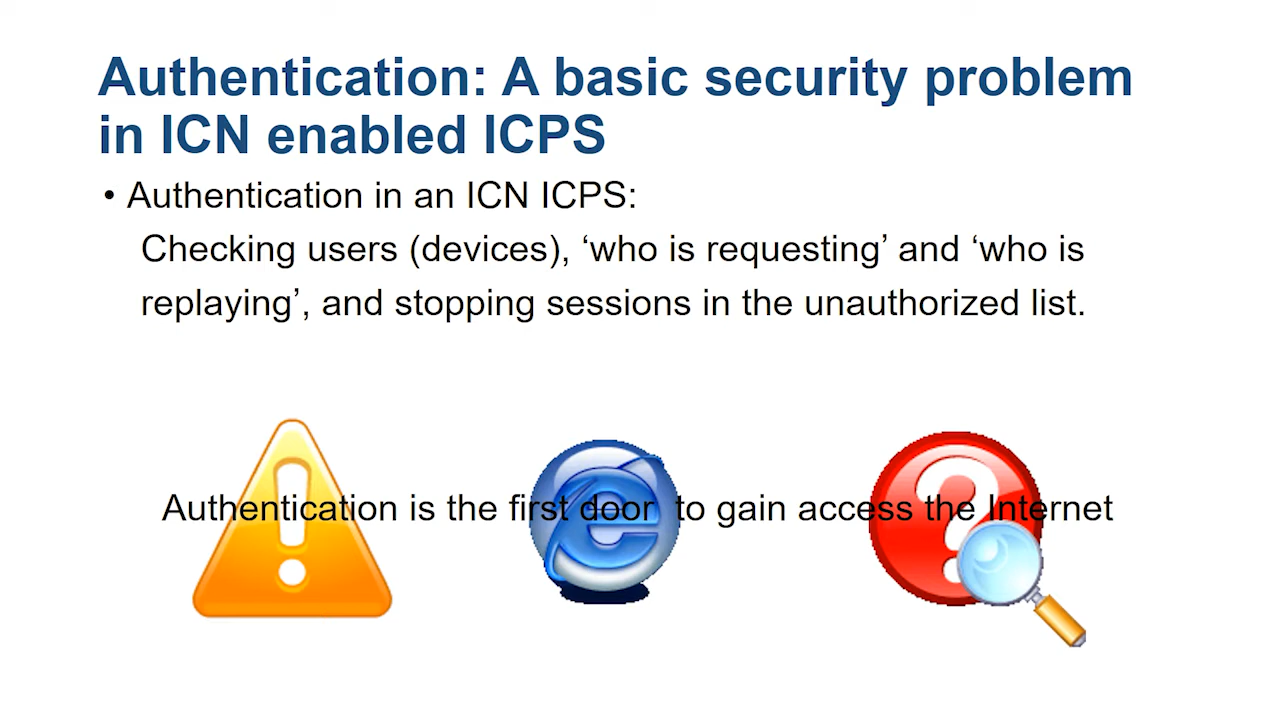 Authentication: A basic security problem
in ICN enabled ICPS
• Authentication in an ICN ICPS:
Checking users (devices), ‘who is requesting’ and ‘who is
replaying’, and stopping sessions in the unauthorized list.
Authentication is the first door to gain access the Internet